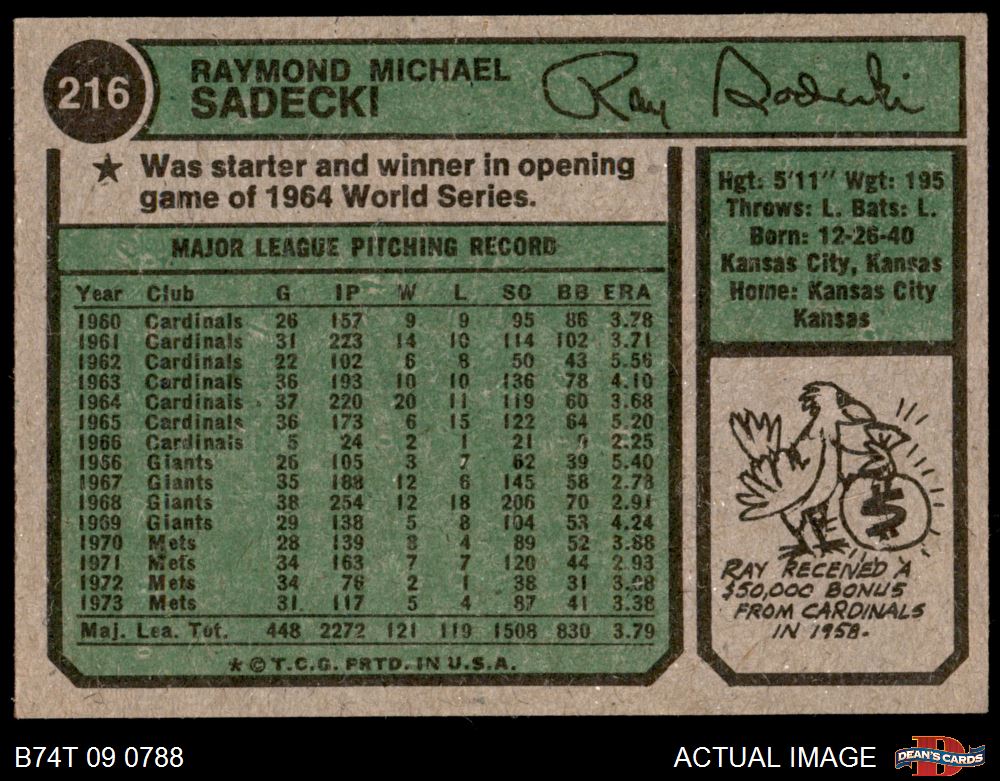 216
RAYMOND MICHAEL
SADECKI
Ray Sadecki
★ Was starter and winner in opening
game of 1964 World Series.
MAJOR LEAGUE PITCHING RECORD
Year Club G IP W L SO BB ERA
1960 Cardinals 26 157 9 9 95 86 3.78
1961 Cardinals 31 223 14 10 114 102 3.71
1962 Cardinals 22 102 6 8 50 43 5.56
1963 Cardinals 36 193 10 10 136 78 4.10
1964 Cardinals 37 220 20 11 119 60 3.68
1965 Cardinals 36 173 6 15 122 64 5.20
1966 Cardinals 5 24 2 1 21 2.25
1966 Giants 26 105 3 7 62 39 5.40
1967 Giants 35 188 12 6 145 58 2.78
1968 Giants 38 254 12 18 206 70 2.91
1969 Giants 29 138 5 8 104 53 4.24
1970 Mets 28 139 8 4 89 52 3.88
1971 Mets 34 163 7 7 120 44 2.93
1972 Mets 34 76 2 1 38 31 3.08
1973 Mets 31 117 5 4 87 41 3.38
Maj. Lea. Tot. 448 2272 121 119 1508 830 3.79
★ © T.C.G. PRTD. IN U.S.A.
Hgt: 5'11" Wgt: 195
Throws: L. Bats: L.
Born: 12-26-40
Kansas City, Kansas
Home: Kansas City
Kansas
$
RAY RECEIVED A
$50,000 BONUS
FROM CARDINALS
IN 1958.
B74T 09 0788
ACTUAL IMAGE
D
DEAN'S CARDS